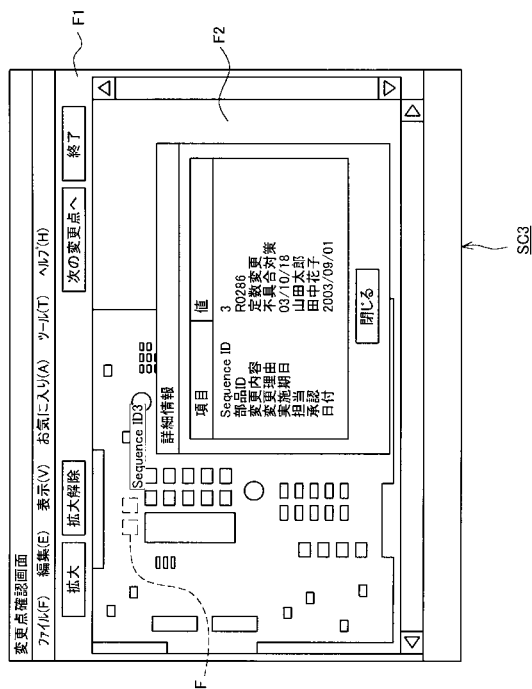 変更点確認画面
ファイル(F) 編集(E) 表示(V) お気に入り(A) ツール(T) ヘルプ(H)
拡大 拡大解除 次の変更点へ 終了
F1
F2
Sequence ID3
F
詳細情報
項目 値
Sequence ID 3
部品ID R0286
変更内容 定数変更
変更理由 不具合対策
実施期日 03/10/18
担当 山田太郎
承認 田中花子
日付 2003/09/01
閉じる
SC3